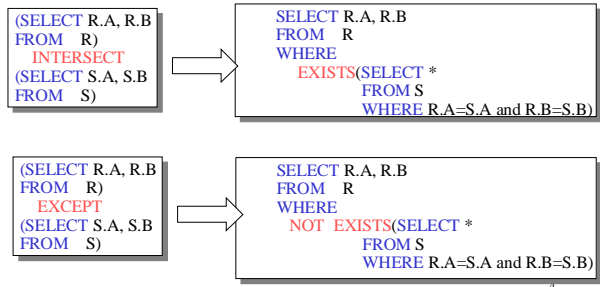 (SELECT R.A, R.B
FROM R)
INTERSECT
(SELECT S.A, S.B
FROM S)
SELECT R.A, R.B
FROM R
WHERE
EXISTS(SELECT *
FROM S
WHERE R.A=S.A and R.B=S.B)
(SELECT R.A, R.B
FROM R)
EXCEPT
(SELECT S.A, S.B
FROM S)
SELECT R.A, R.B
FROM R
WHERE
NOT EXISTS(SELECT *
FROM S
WHERE R.A=S.A and R.B=S.B)